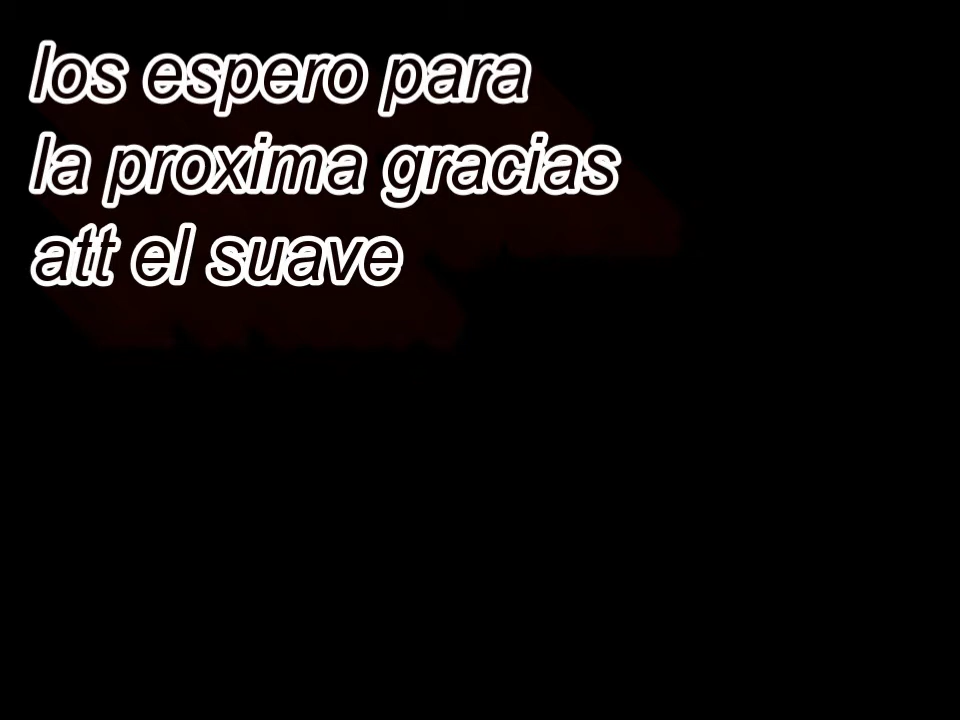 los espero para
la proxima gracias
att el suave